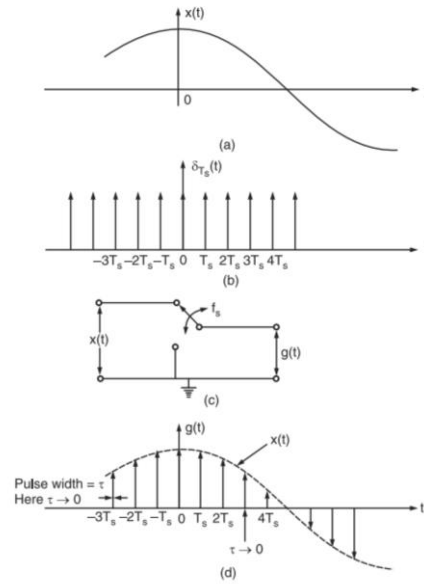 x(t)
0
(a)
δTs(t)
–3Ts –2Ts –Ts 0 Ts 2Ts 3Ts 4Ts
(b)
fs
x(t)
g(t)
(c)
g(t)
x(t)
Pulse width = τ
Here τ → 0
–3Ts –2Ts –Ts 0 Ts 2Ts 4Ts t
τ → 0
(d)